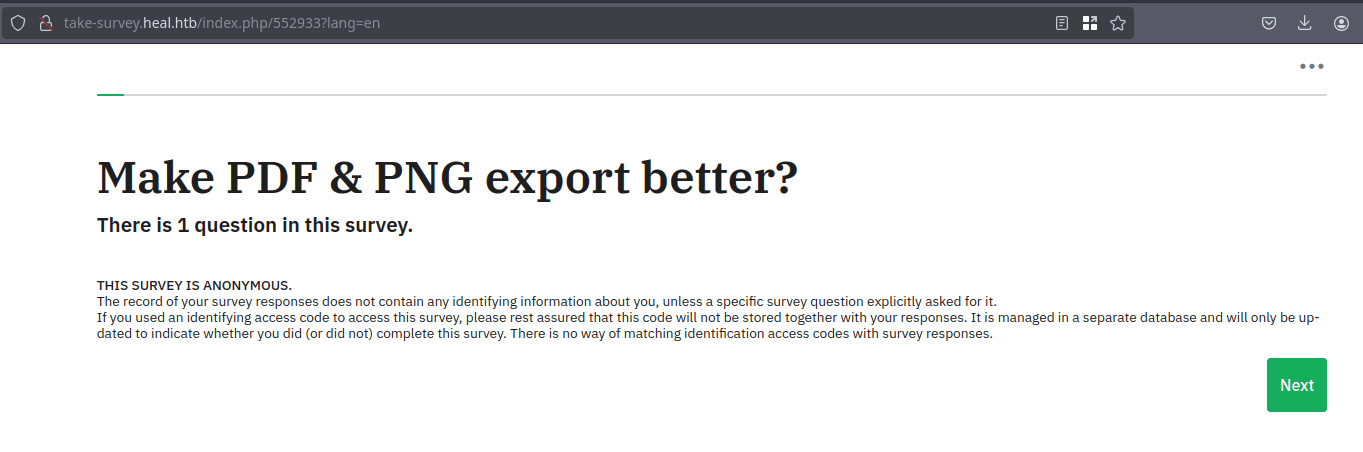 take-survey.heal.htb/index.php/552933?lang=en
Make PDF & PNG export better?
There is 1 question in this survey.
THIS SURVEY IS ANONYMOUS.
The record of your survey responses does not contain any identifying information about you, unless a specific survey question explicitly asked for it.
If you used an identifying access code to access this survey, please rest assured that this code will not be stored together with your responses. It is managed in a separate database and will only be up-
dated to indicate whether you did (or did not) complete this survey. There is no way of matching identification access codes with survey responses.
Next